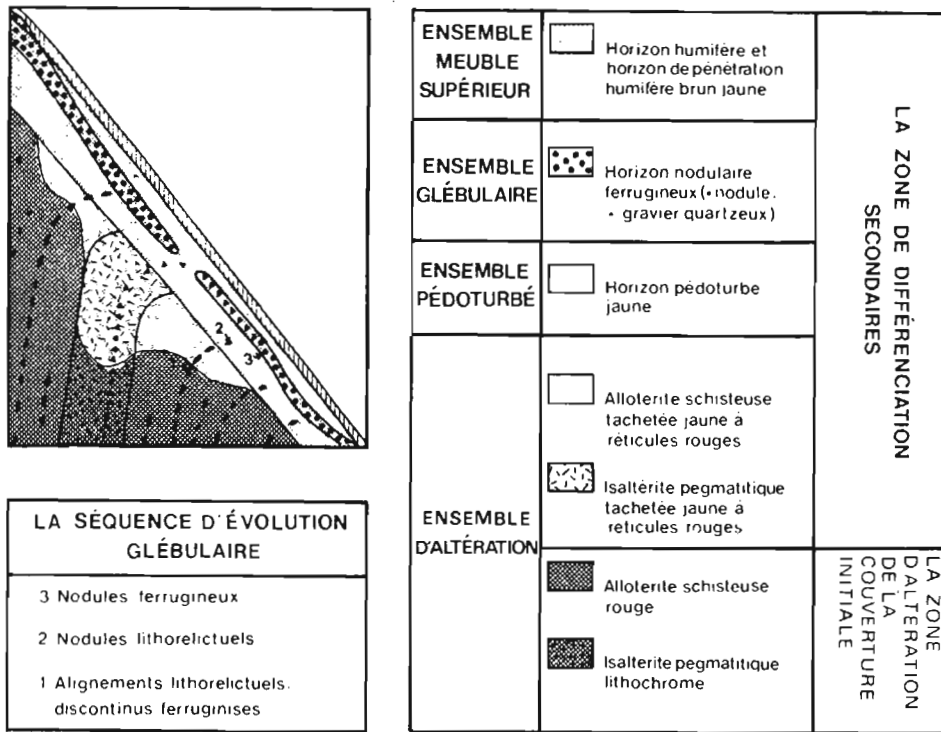 2
3
LA SÉQUENCE D'ÉVOLUTION
GLÉBULAIRE
3 Nodules ferrugineux
2 Nodules lithorelictuels
1 Alignements lithorelictuels.
discontinus ferruginises
ENSEMBLE
MEUBLE
SUPÉRIEUR
Horizon humifère et
horizon de pénétration
humifère brun jaune
ENSEMBLE
GLÉBULAIRE
Horizon nodulaire
ferrugineux (• nodule.
• gravier quartzeux)
ENSEMBLE
PÉDOTURBÉ
Horizon pédoturbe
jaune
ENSEMBLE
D'ALTÉRATION
Alloterite schisteuse
tachetée jaune à
réticules rouges
Isaltérite pegmatitique
tachetée jaune à
reticules rouges
Alloterite schisteuse
rouge
Isalterite pegmatitique
lithochrome
LA ZONE DE DIFFÉRENCIATION
SECONDAIRES
LA ZONE
D'ALTÉRATION
DE LA
COUVERTURE
INITIALE